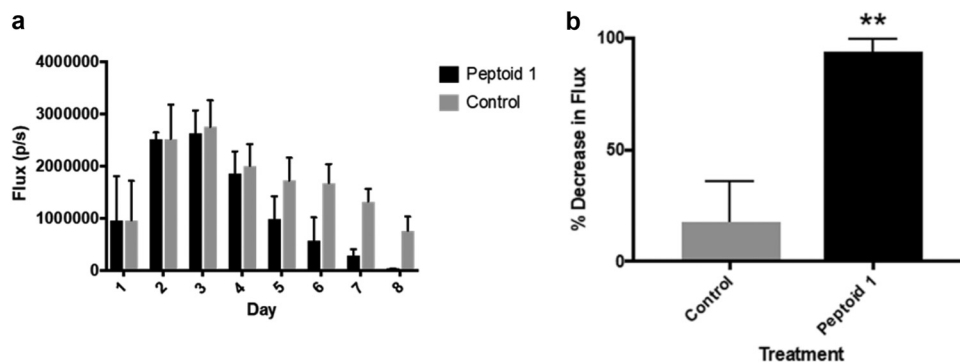 a
4000000
3000000
2000000
1000000
0
Flux (p/s)
1
2
3
4
5
6
7
8
Day
Peptoid 1
Control
b
**
100
50
0
% Decrease in Flux
Control
Peptoid 1
Treatment